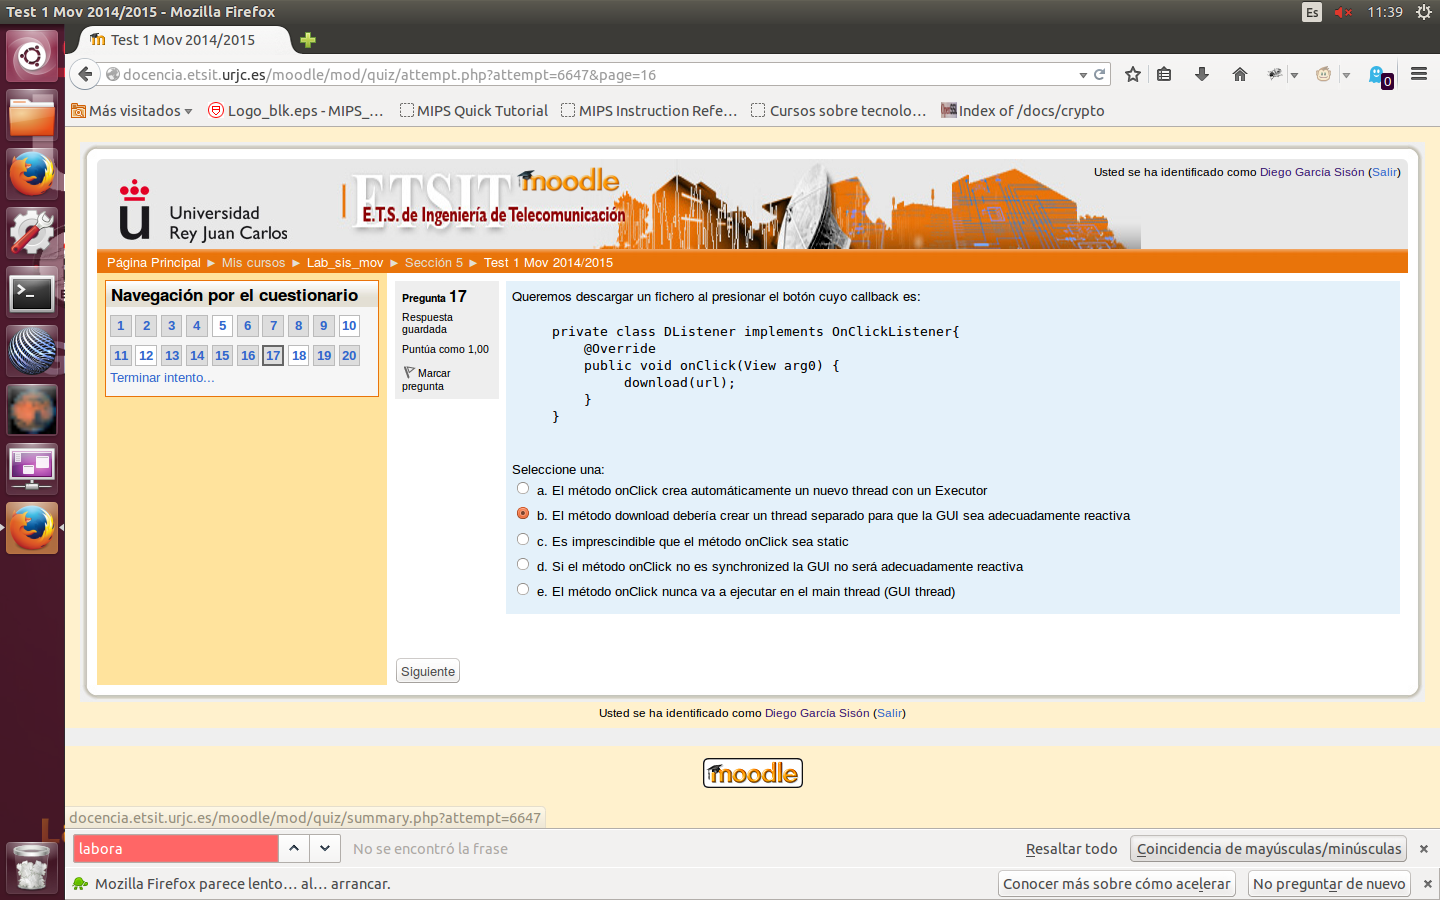 Test 1 Mov 2014/2015 - Mozilla Firefox
Es
11:39
Test 1 Mov 2014/2015
docencia.etsit.urjc.es/moodle/mod/quiz/attempt.php?attempt=6647&page=16
0
Más visitados
Logo_blk.eps - MIPS_...
MIPS Quick Tutorial
MIPS Instruction Refe...
Cursos sobre tecnolo...
Index of /docs/crypto
Universidad
Rey Juan Carlos
ETSIT moodle
E.T.S. de Ingeniería de Telecomunicación
Usted se ha identificado como Diego García Sisón (Salir)
Página Principal ► Mis cursos ► Lab_sis_mov ► Sección 5 ► Test 1 Mov 2014/2015
Navegación por el cuestionario
1 2 3 4 5 6 7 8 9 10
11 12 13 14 15 16 17 18 19 20
Terminar intento...
Pregunta 17
Respuesta
guardada
Puntúa como 1,00
Marcar
pregunta
Queremos descargar un fichero al presionar el botón cuyo callback es:
private class DListener implements OnClickListener{
@Override
public void onClick(View arg0) {
download(url);
}
}
Seleccione una:
a. El método onClick crea automáticamente un nuevo thread con un Executor
b. El método download debería crear un thread separado para que la GUI sea adecuadamente reactiva
c. Es imprescindible que el método onClick sea static
d. Si el método onClick no es synchronized la GUI no será adecuadamente reactiva
e. El método onClick nunca va a ejecutar en el main thread (GUI thread)
Siguiente
Usted se ha identificado como Diego García Sisón (Salir)
moodle
docencia.etsit.urjc.es/moodle/mod/quiz/summary.php?attempt=6647
labora
No se encontró la frase
Resaltar todo
Coincidencia de mayúsculas/minúsculas
Mozilla Firefox parece lento... al... arrancar.
Conocer más sobre cómo acelerar
No preguntar de nuevo